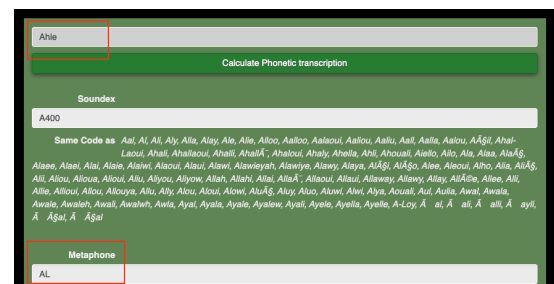 Ahle
Calculate Phonetic transcription
Soundex
A400
Same Code as Aal, Al, Ali, Aly, Alla, Alay, Ale, Alie, Alloo, Aalloo, Aalaoui, Aaliou, Aaliu, Aall, Aalla, Aalou, AÃ§il, Ahal-
Laoui, Ahali, Ahallaoui, Ahalli, AhallÃ¯, Ahaloui, Ahaly, Ahella, Ahli, Ahouali, Aiello, Ailo, Ala, Alaa, AlaÃ§,
Alaee, Alaei, Alai, Alaie, Alaiwi, Alaoui, Alaui, Alawi, Alawieyah, Alawiye, Alawy, Alaya, AlÃ§i, AlÃ§o, Alee, Aleoui, Alho, Alia, AliÃ§,
Alii, Aliou, Alioua, Alioui, Aliu, Aliyou, Aliyow, Allah, Allahi, Allai, AllaÃ¯, Allaoui, Allaui, Allaway, Allawy, Allay, AllÃ©e, Allee, Alli,
Allie, Allioui, Allou, Allouya, Allu, Ally, Alou, Aloui, Alowi, AluÃ§, Aluy, Aluo, Aluwi, Alwi, Alya, Aouali, Aul, Aulia, Awal, Awala,
Awale, Awaleh, Awali, Awalwh, Awla, Ayal, Ayala, Ayale, Ayalew, Ayali, Ayele, Ayella, Ayelle, A-Loy, Ã al, Ã ali, Ã alli, Ã ayli,
Ã Ã§al, Ã Ã§al
Metaphone
AL